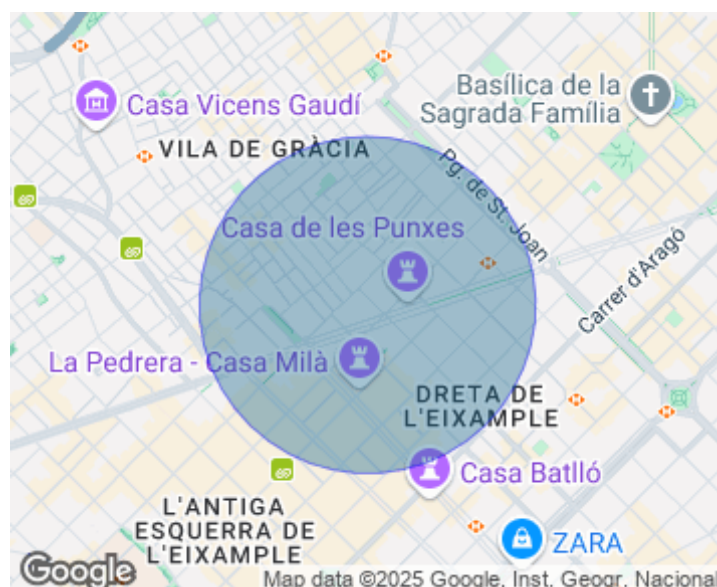 Basílica de la
Sagrada Família
Casa Vicens Gaudí
VILA DE GRÀCIA
Pg. de St. Joan
Casa de les Punxes
Carrer d'Aragó
La Pedrera - Casa Milà
DRETA DE
L'EIXAMPLE
Casa Batlló
L'ANTIGA
ESQUERRA DE
L'EIXAMPLE
ZARA
Google
Map data ©2025 Google, Inst. Geogr. Nacional